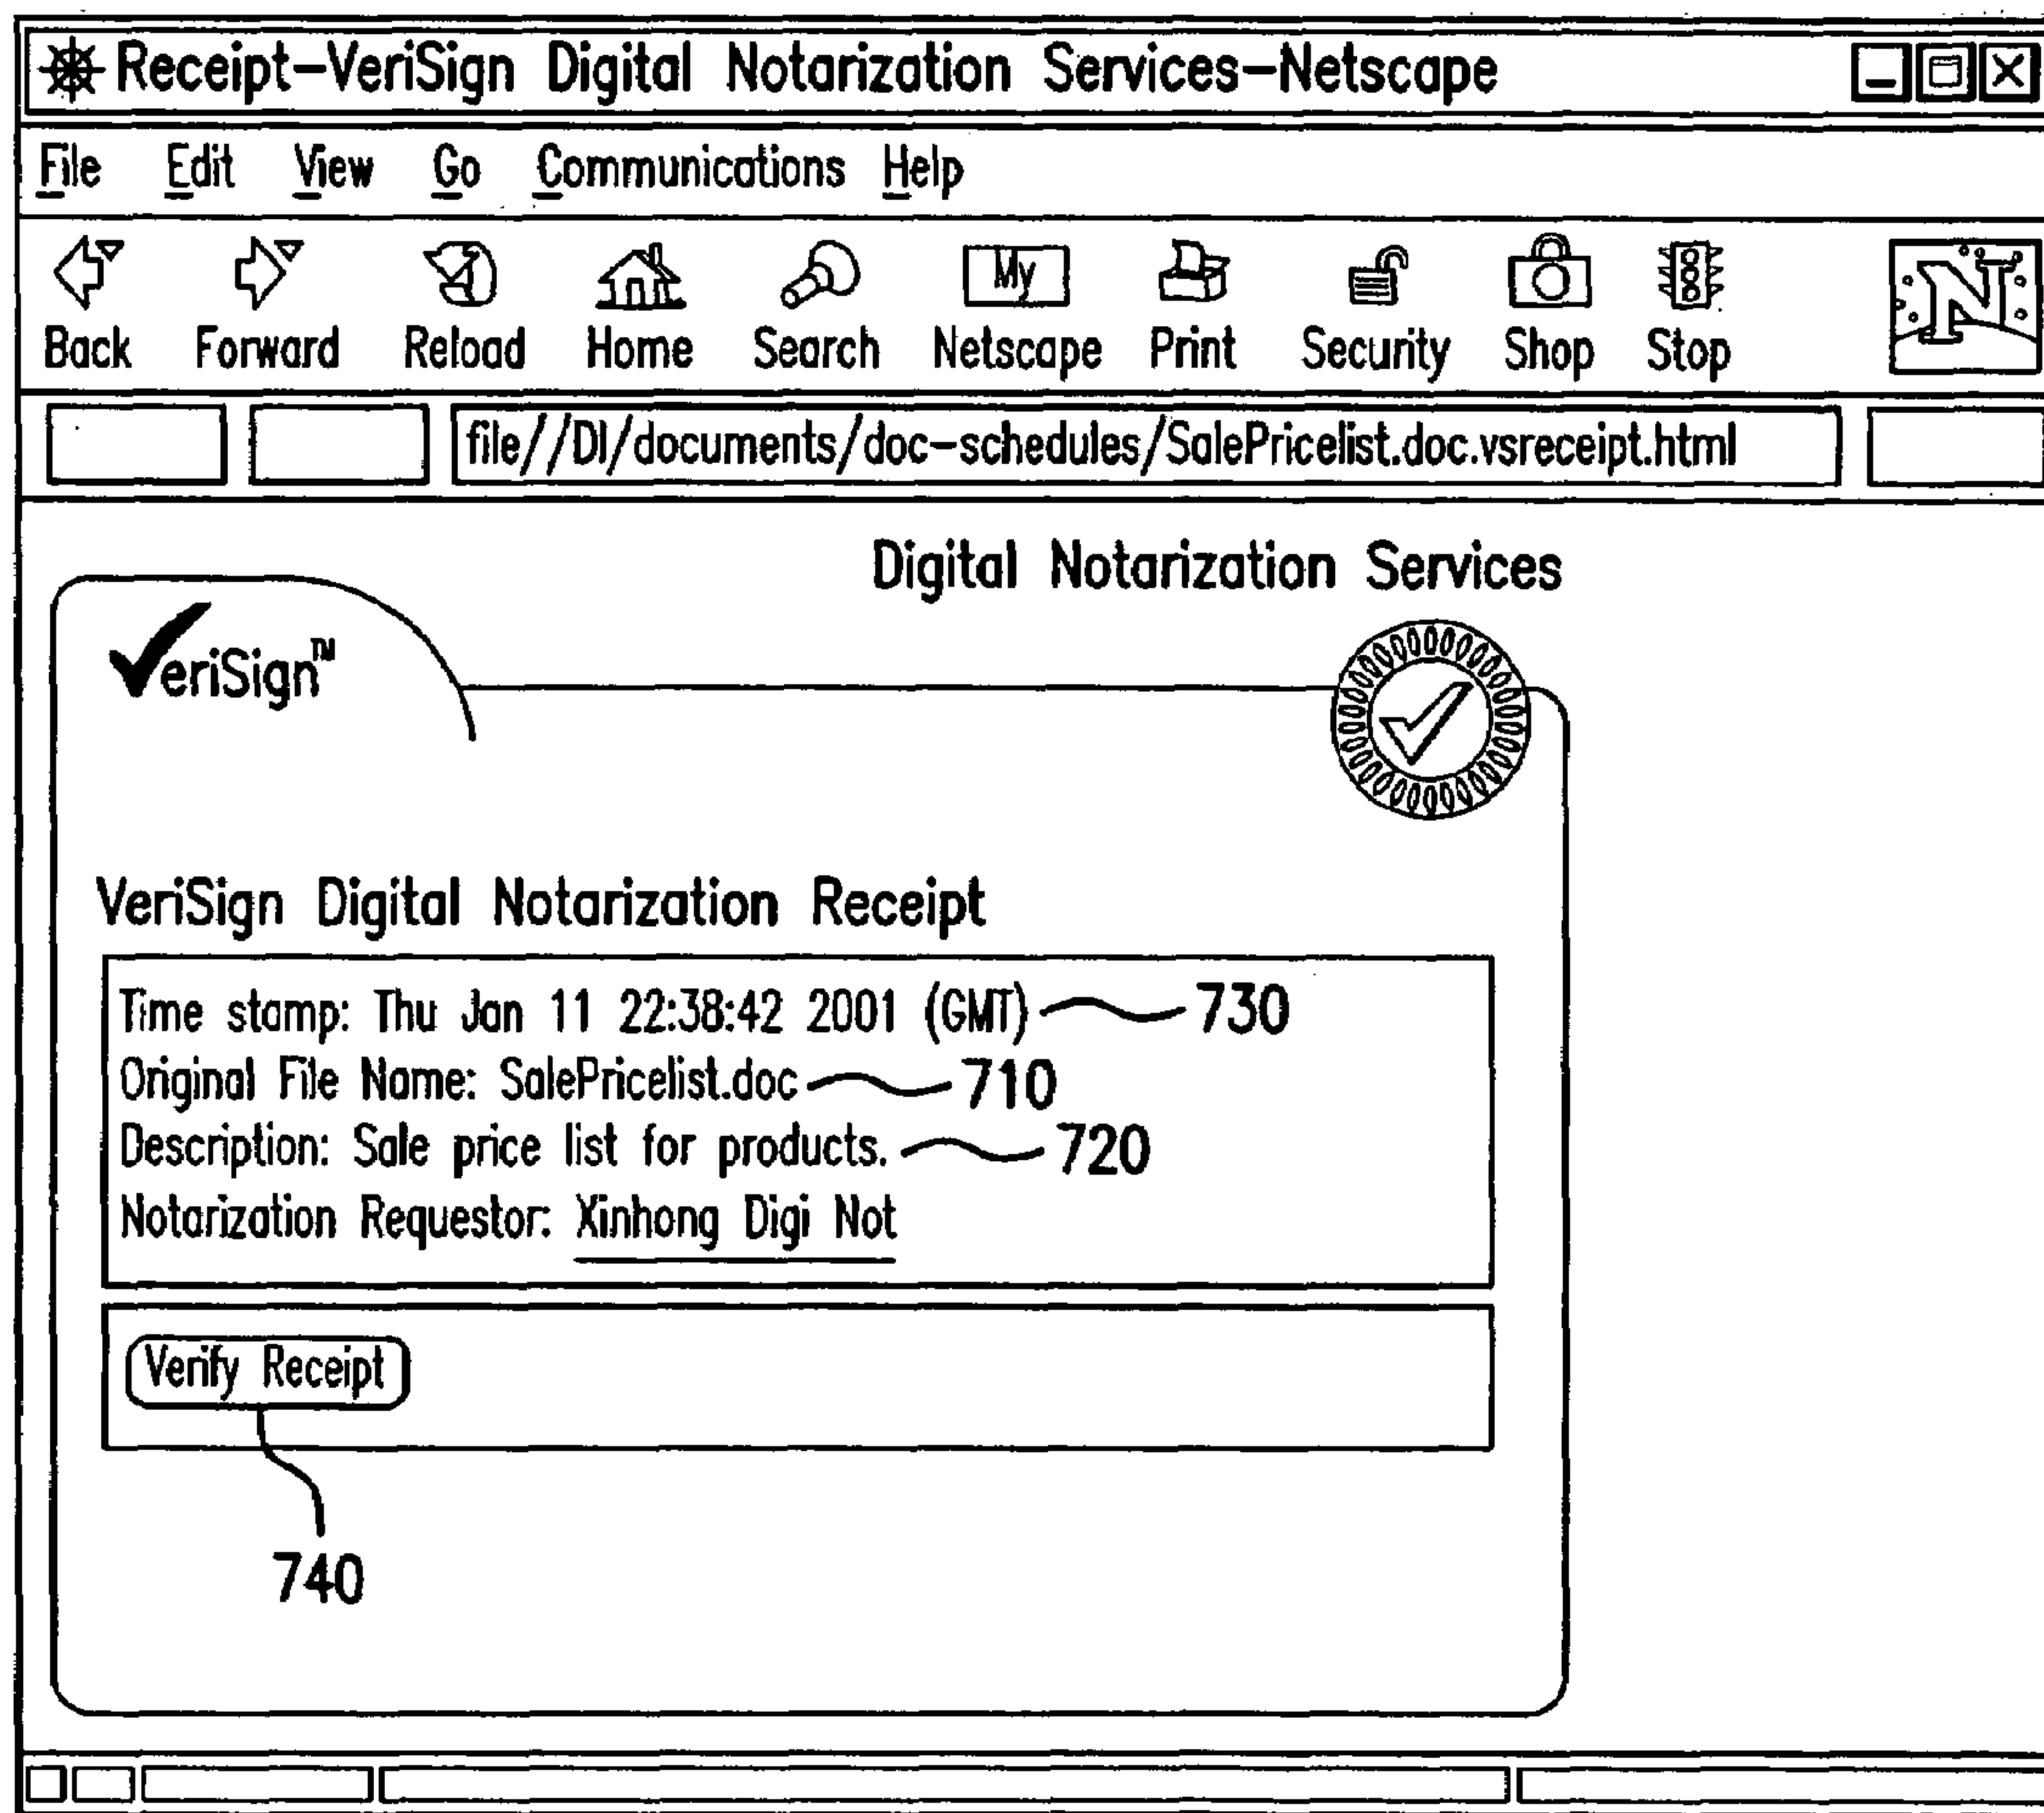 Receipt-VeriSign Digital Notarization Services-Netscape
File Edit View Go Communications Help
My
N
Back Forward Reload Home Search Netscape Print Security Shop Stop
file//DI/documents/doc-schedules/SalePricelist.doc.vsreceipt.html
Digital Notarization Services
VeriSign™
VeriSign Digital Notarization Receipt
Time stamp: Thu Jan 11 22:38:42 2001 (GMT) 730
Original File Name: SalePricelist.doc 710
Description: Sale price list for products. 720
Notarization Requestor: Xinhong Digi Not
Verify Receipt
740